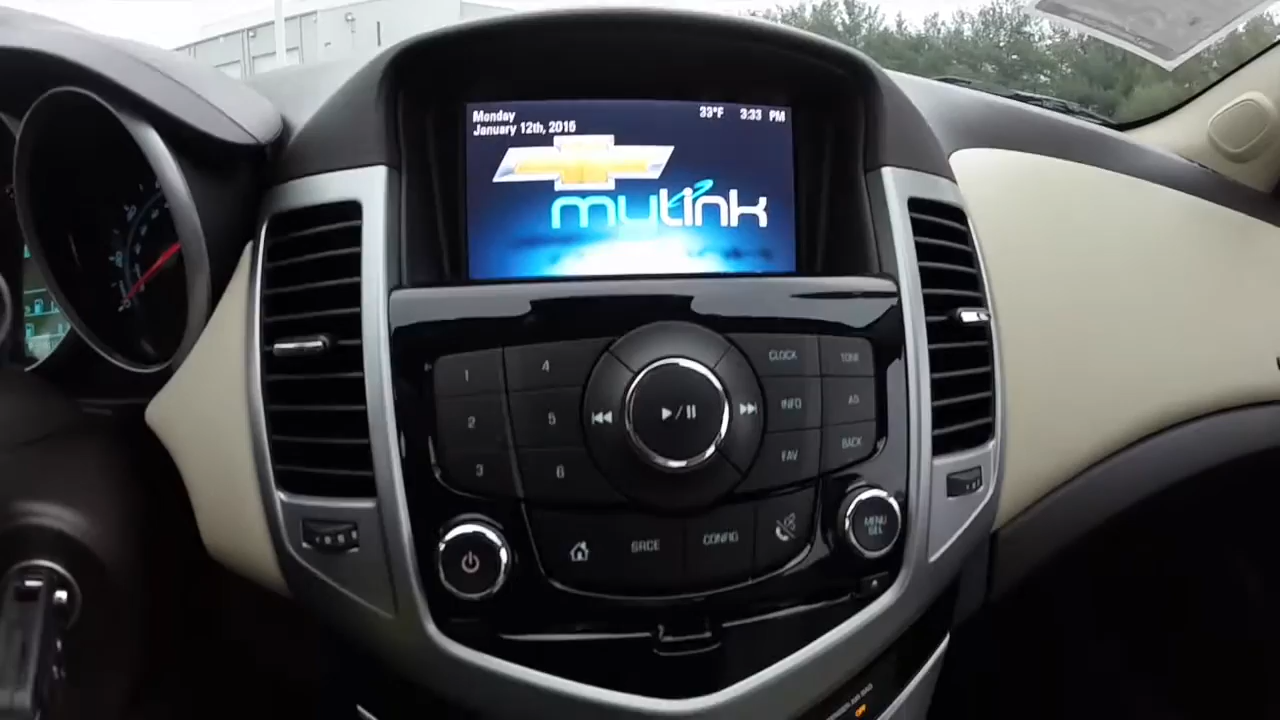 Monday
January 12th, 2015
33°F 3:33 PM
mylink
1
4
CLOCK
TONE
2
5
INFO
AS
3
6
FAV
BACK
SRCE
CONFIG
MENU
SEL
OFF